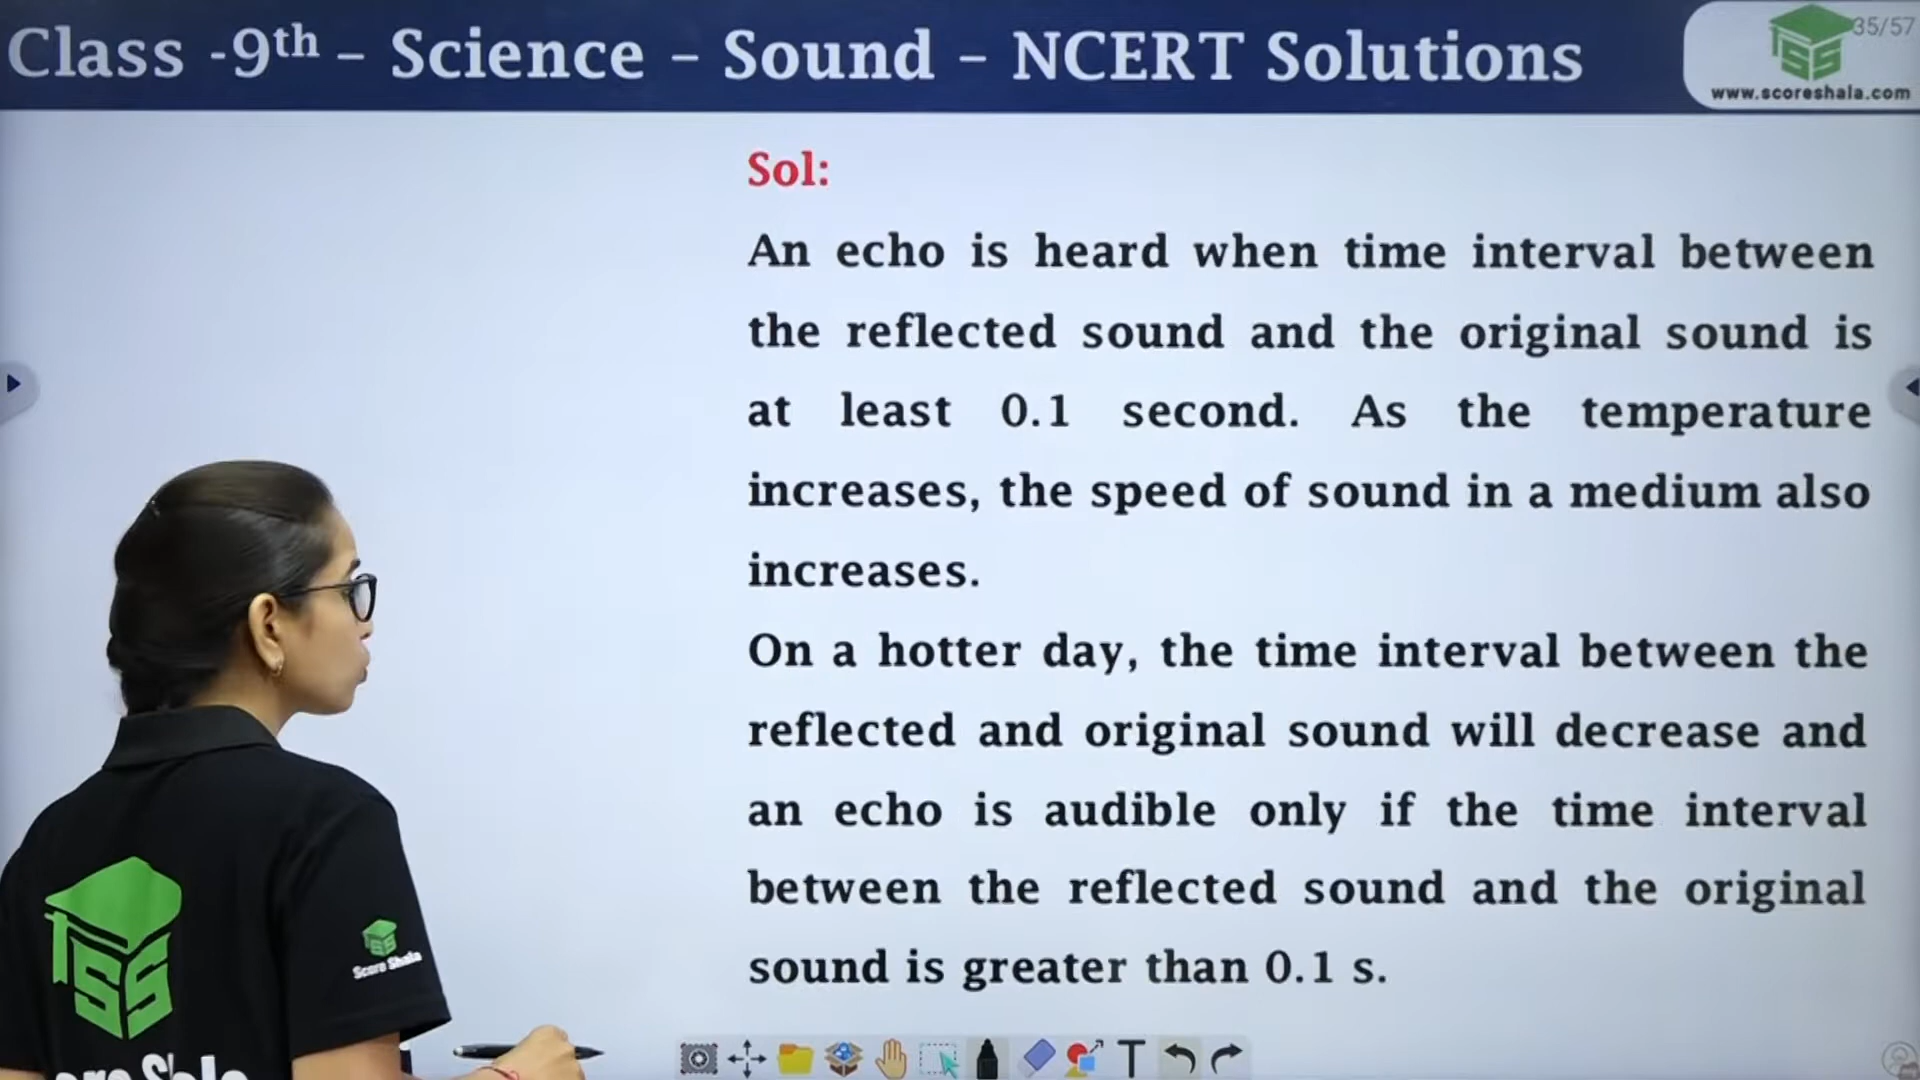 Class -9th – Science – Sound – NCERT Solutions
35/57
www.scoreshala.com
Sol:
An echo is heard when time interval between
the reflected sound and the original sound is
at least 0.1 second. As the temperature
increases, the speed of sound in a medium also
increases.
On a hotter day, the time interval between the
reflected and original sound will decrease and
an echo is audible only if the time interval
between the reflected sound and the original
sound is greater than 0.1 s.
SS
Score Shala
T